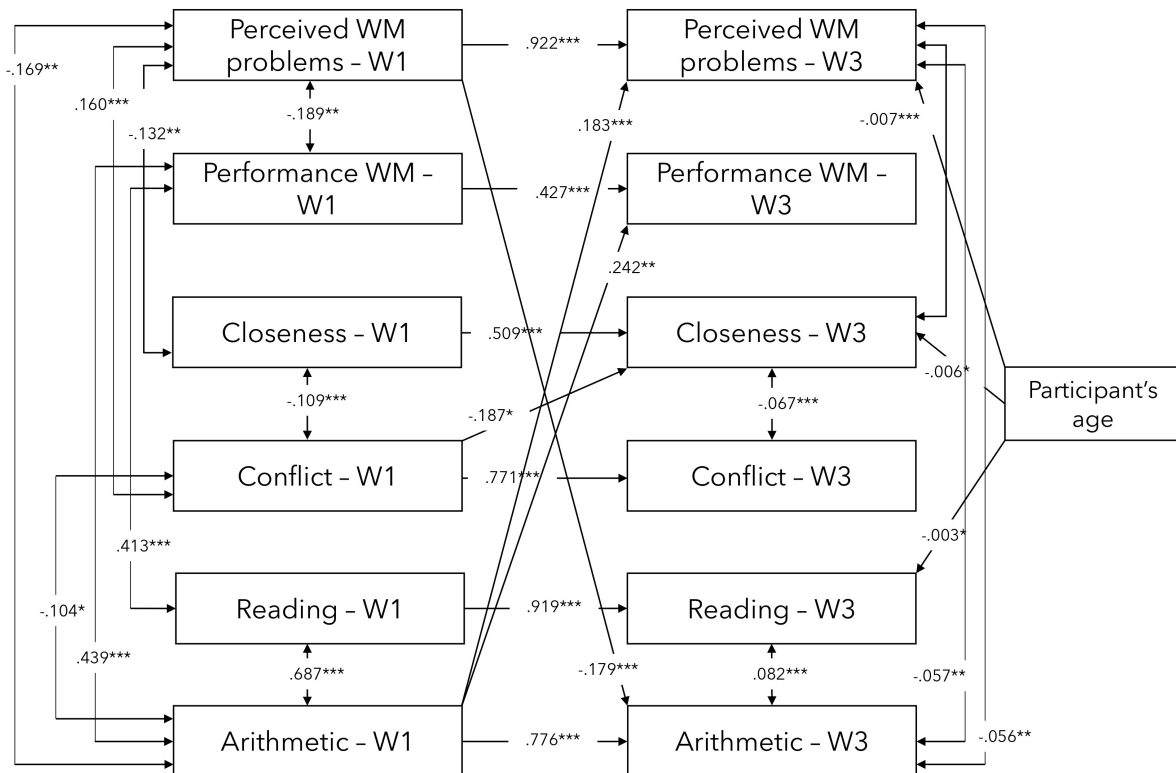 Perceived WM
problems – W1
Perceived WM
problems – W3
.922***
-.169**
.160***
-.132**
-.189**
.183***
-.007***
Performance WM –
W1
Performance WM –
W3
.427***
.242**
Closeness – W1
.509***
Closeness – W3
-.006*
Participant’s
age
-.109***
-.187*
-.067***
Conflict – W1
.771***
Conflict – W3
.413***
-.003*
-.104*
Reading – W1
.919***
Reading – W3
.439***
.687***
-.179***
.082***
-.057**
Arithmetic – W1
.776***
Arithmetic – W3
-.056**